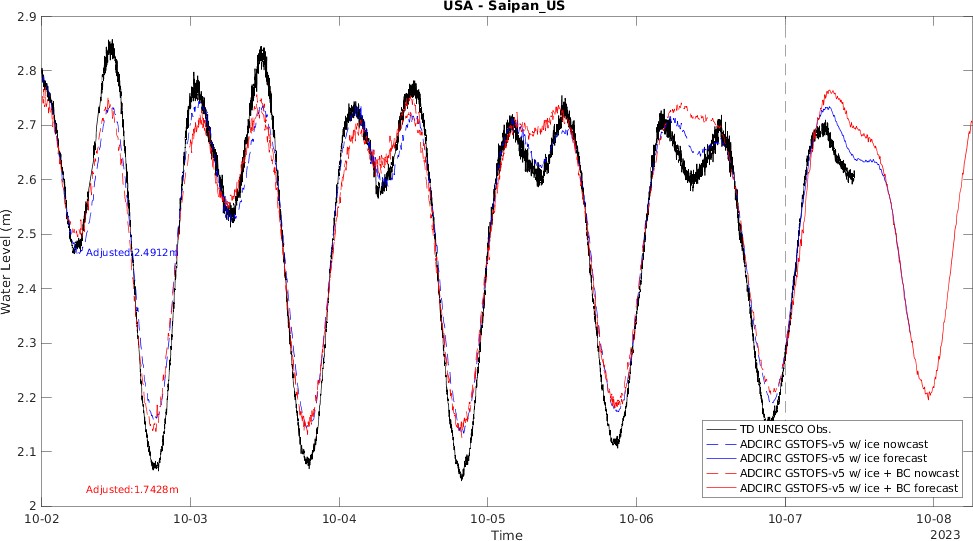 USA - Saipan_US
2.9
2.8
2.7
2.6
2.5
2.4
2.3
2.2
2.1
2
Water Level (m)
Adjusted:2.4912m
Adjusted:1.7428m
TD UNESCO Obs.
ADCIRC GSTOFS-v5 w/ ice nowcast
ADCIRC GSTOFS-v5 w/ ice forecast
ADCIRC GSTOFS-v5 w/ ice + BC nowcast
ADCIRC GSTOFS-v5 w/ ice + BC forecast
10-02 10-03 10-04 10-05 10-06 10-07 10-08
Time
2023